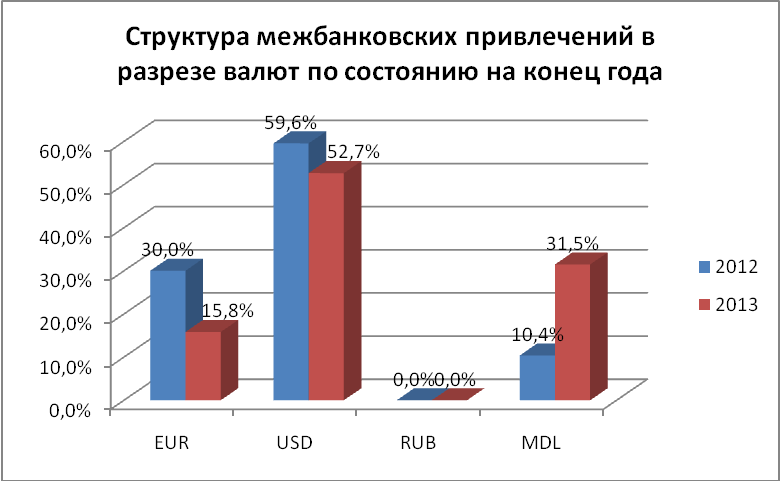 Структура межбанковских привлечений в
разрезе валют по состоянию на конец года
59,6%
52,7%
30,0%
15,8%
0,0%
0,0%
10,4%
31,5%
60,0%
50,0%
40,0%
30,0%
20,0%
10,0%
0,0%
EUR
USD
RUB
MDL
2012
2013